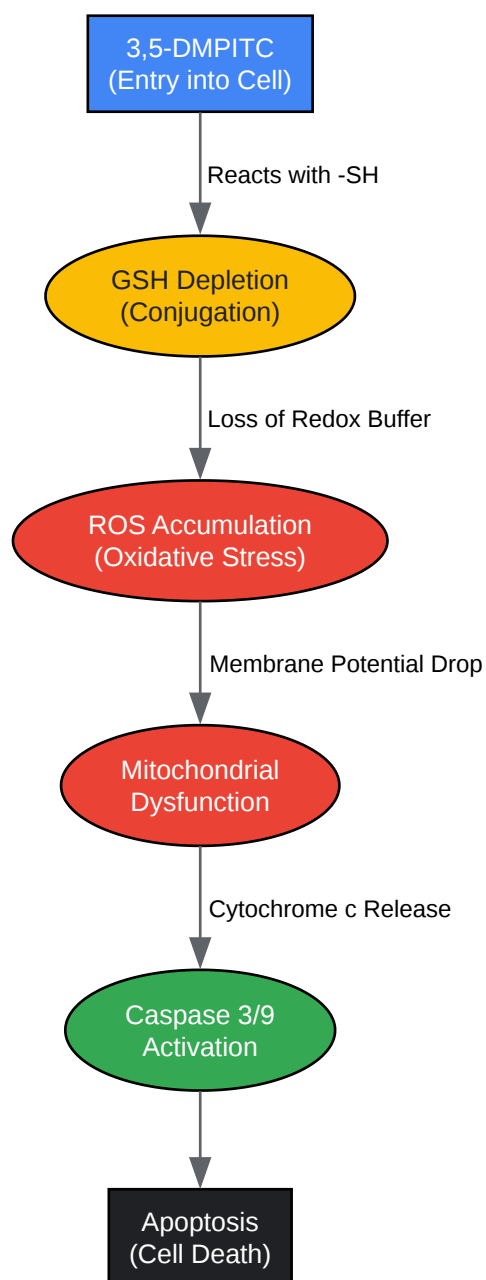 3,5-DMPITC
(Entry into Cell)
Reacts with -SH
GSH Depletion
(Conjugation)
Loss of Redox Buffer
ROS Accumulation
(Oxidative Stress)
Membrane Potential Drop
Mitochondrial
Dysfunction
Cytochrome c Release
Caspase 3/9
Activation
Apoptosis
(Cell Death)